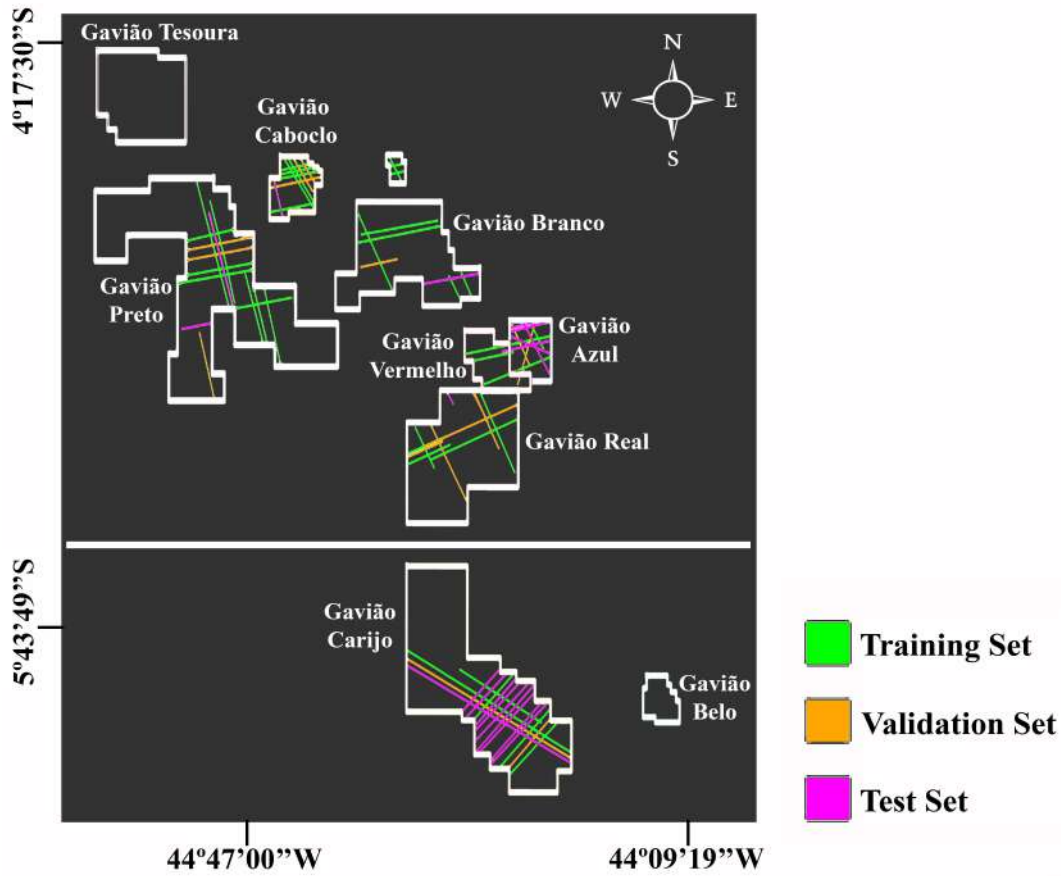 4º17'30''S
Gavião Tesoura
N
W
E
S
Gavião
Caboclo
Gavião Branco
Gavião
Preto
Gavião
Vermelho
Gavião
Azul
Gavião Real
5º43'49''S
Gavião
Carijo
Gavião
Belo
Training Set
Validation Set
Test Set
44º47'00''W
44º09'19''W